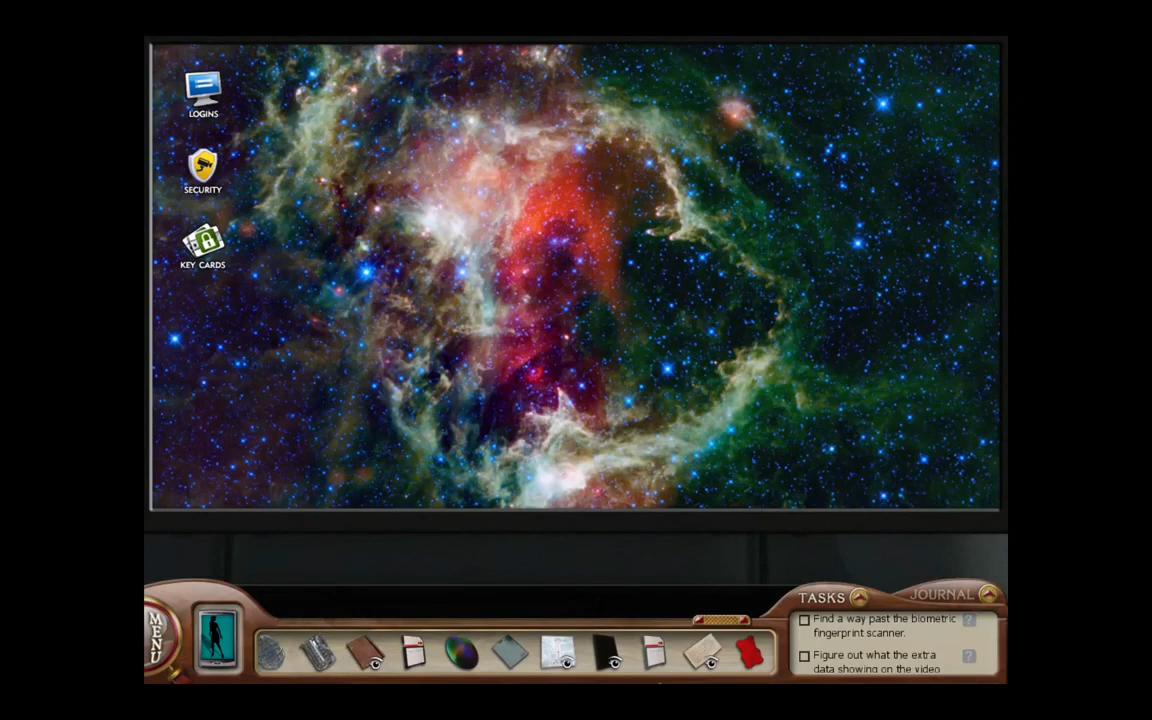 LOGINS
SECURITY
KEY CARDS
MENU
TASKS
JOURNAL
Find a way past the biometric ?
fingerprint scanner.
Figure out what the extra ?
data showing on the video